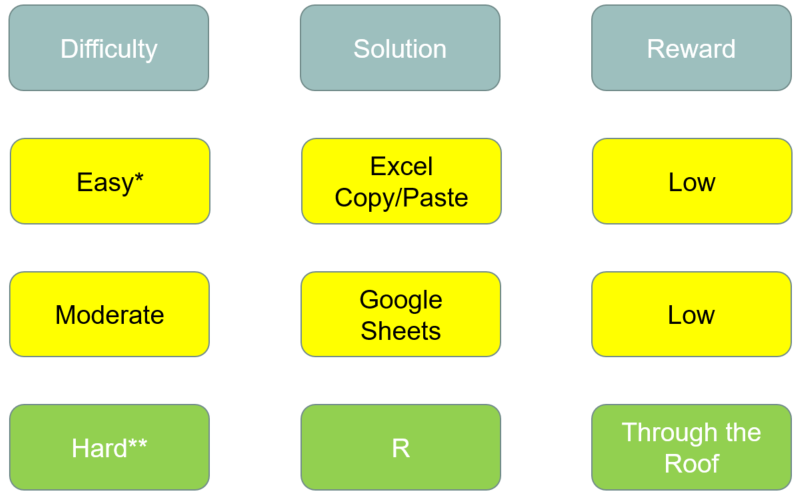 Difficulty
Solution
Reward
Easy*
Excel
Copy/Paste
Low
Moderate
Google
Sheets
Low
Hard**
R
Through the
Roof